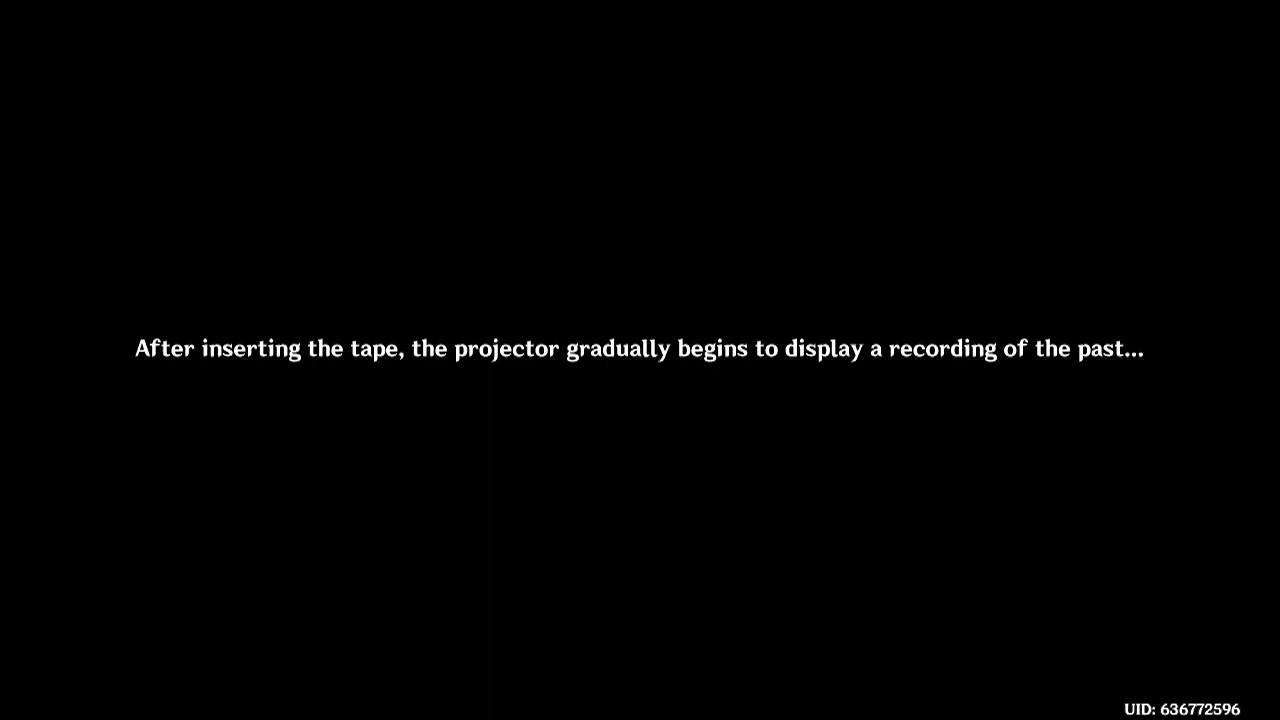 After inserting the tape, the projector gradually begins to display a recording of the past...
UID: 636772596